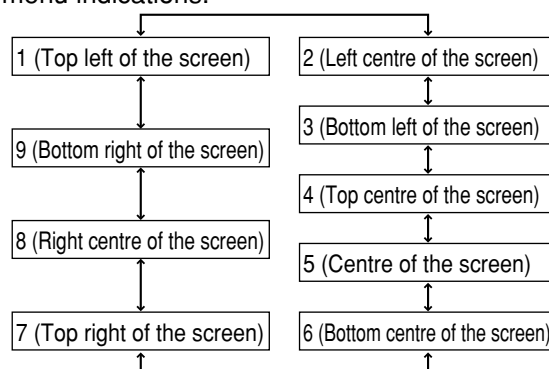 menu indications.
1 (Top left of the screen)
2 (Left centre of the screen)
3 (Bottom left of the screen)
9 (Bottom right of the screen)
4 (Top centre of the screen)
8 (Right centre of the screen)
5 (Centre of the screen)
7 (Top right of the screen)
6 (Bottom centre of the screen)